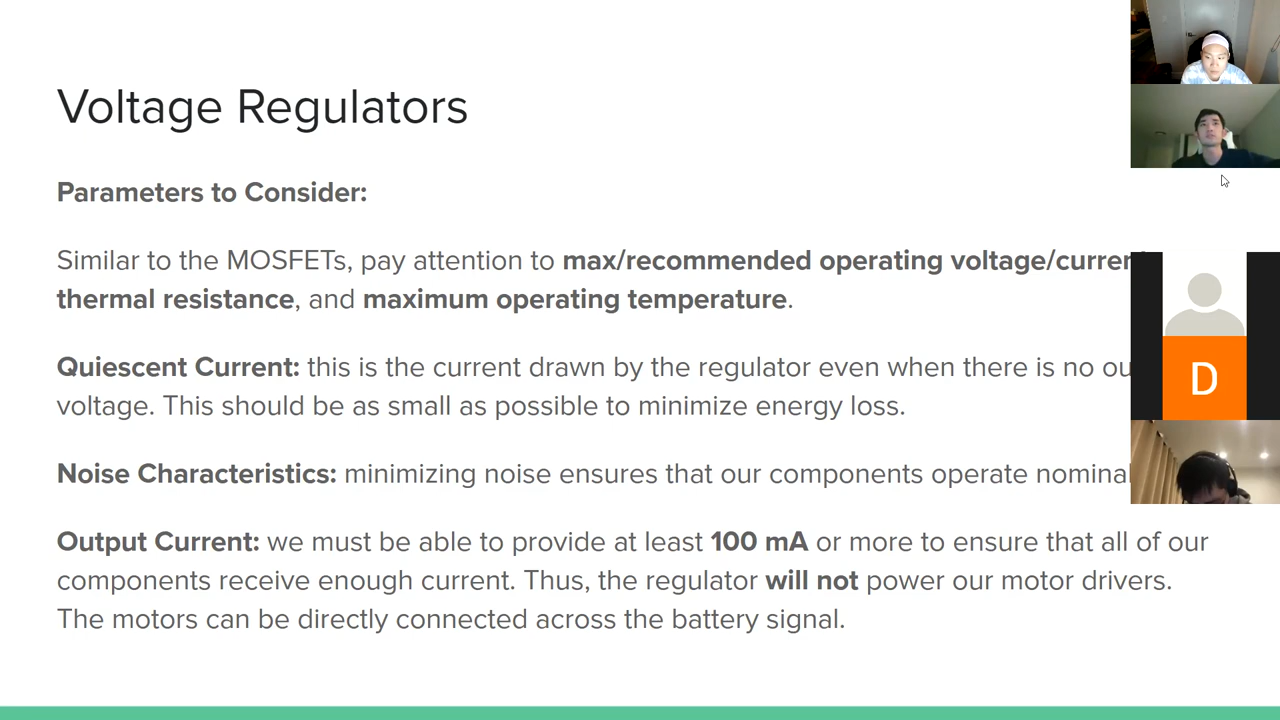 Voltage Regulators
Parameters to Consider:
Similar to the MOSFETs, pay attention to max/recommended operating
thermal resistance, and maximum operating temperature.
Quiescent Current: this is the current drawn by the regulator even when there is no
voltage. This should be as small as possible to minimize energy loss.
Noise Characteristics: minimizing noise ensures that our components operate
Output Current: we must be able to provide at least 100 mA or more to ensure that all of our
components receive enough current. Thus, the regulator will not power our motor drivers.
The motors can be directly connected across the battery signal.
D